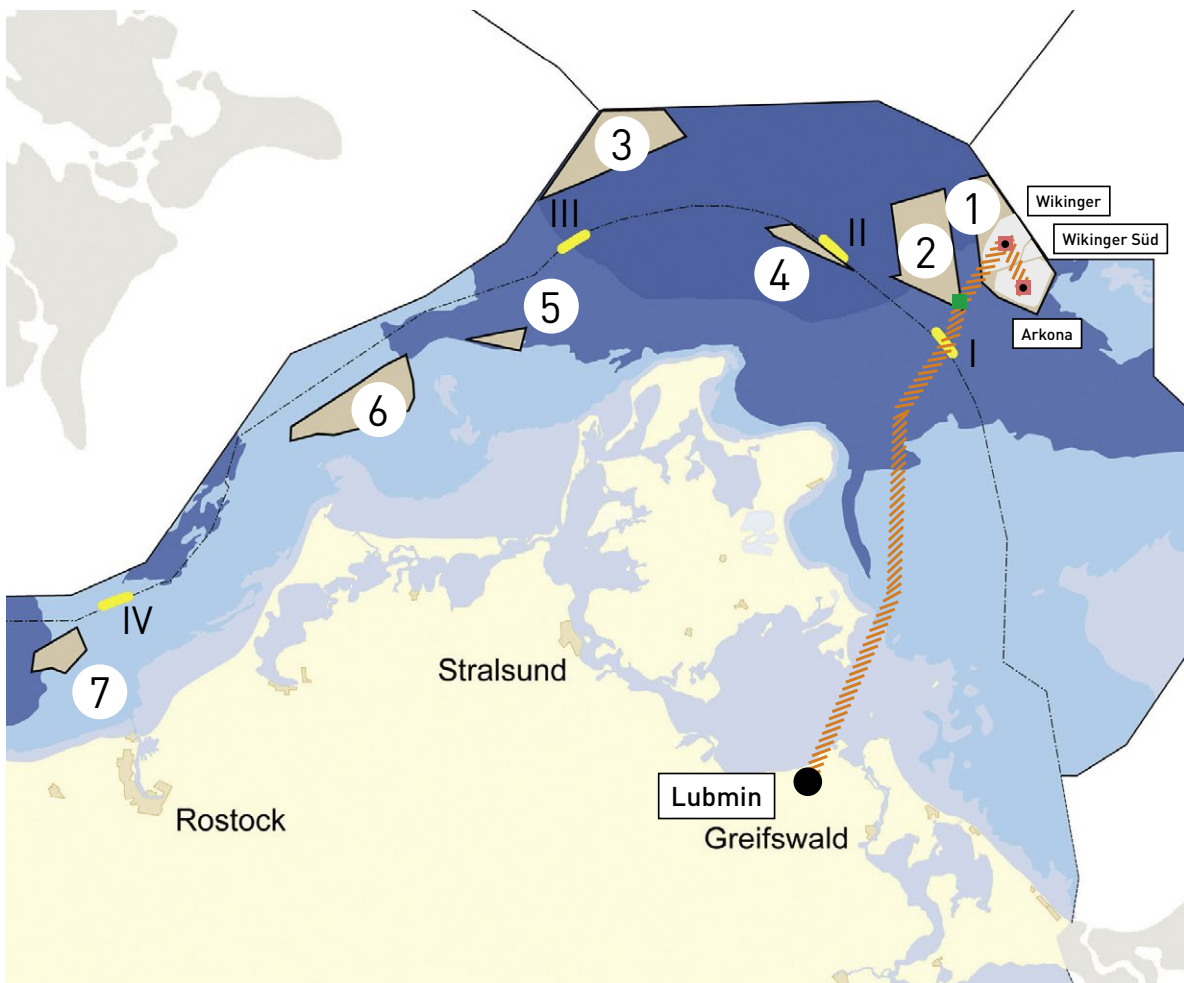 3
III
II
1
Wikinger
2
Wikinger Süd
4
5
I
Arkona
6
IV
7
Stralsund
Lubmin
Rostock
Greifswald